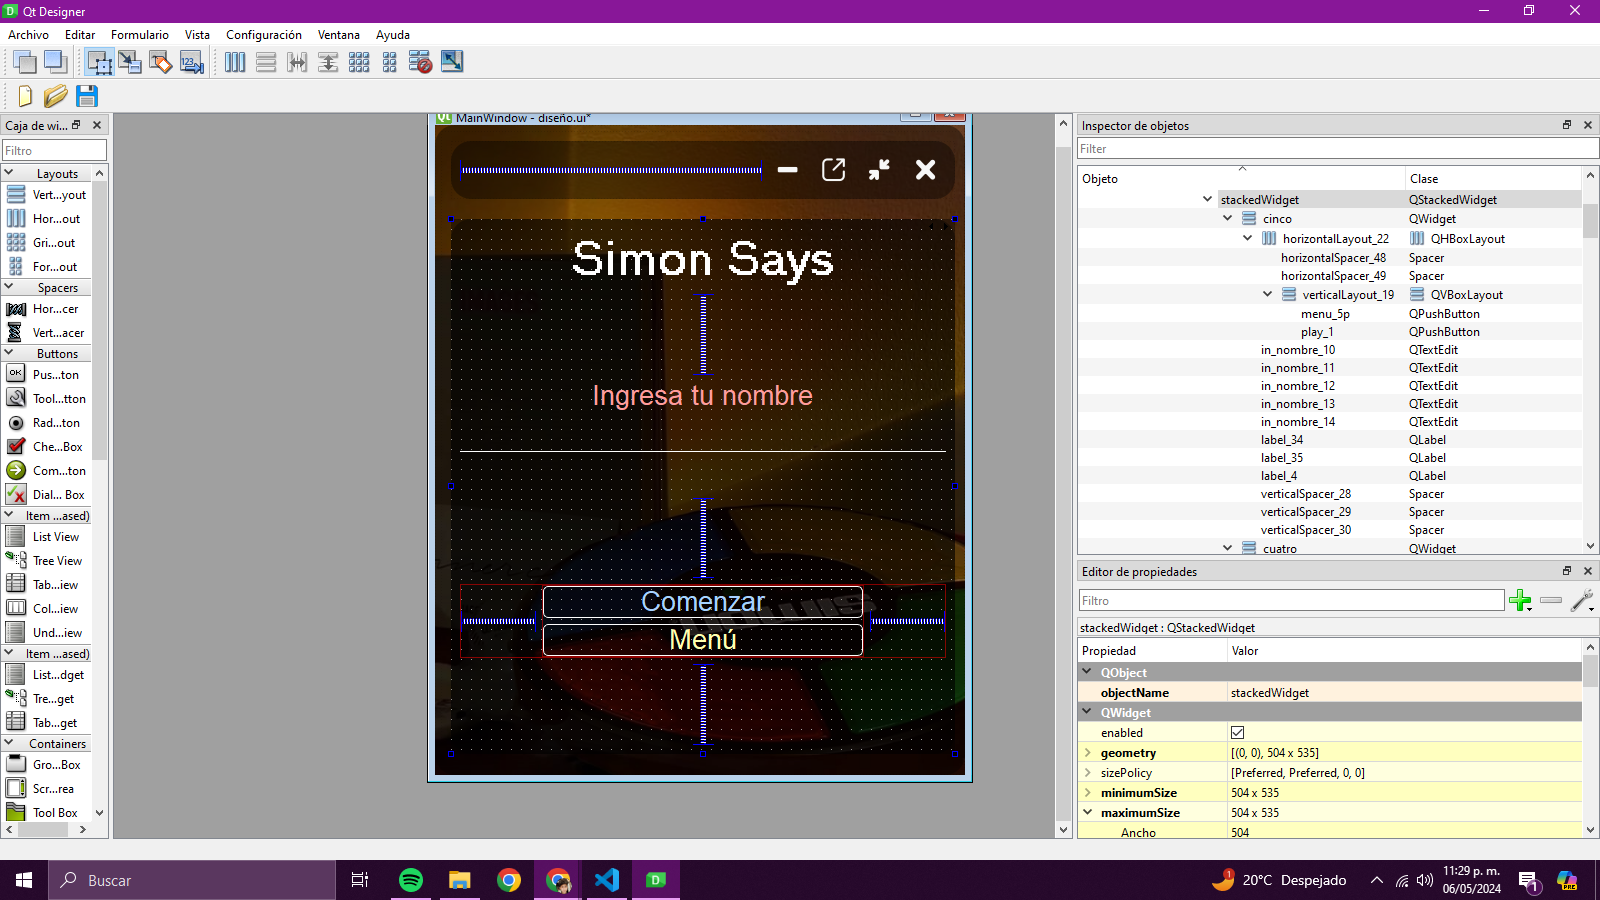 Qt Designer
Archivo Editar Formulario Vista Configuración Ventana Ayuda
Caja de wi...
Filtro
Layouts
Vert...yout
Hor...out
Gri...out
For...out
Spacers
Hor...cer
Vert...acer
Buttons
Pus...ton
Tool...tton
Rad...ton
Che...Box
Com...ton
Dial... Box
Item ...ased)
List View
Tree View
Tab...iew
Col...iew
Und...iew
Item ...ased)
List...dget
Tre...get
Tab...get
Containers
Gro...Box
Scr...rea
Tool Box
MainWindow - diseño.ui*
Simon Says
Ingresa tu nombre
Comenzar
Menú
Inspector de objetos
Filter
Objeto Clase
stackedWidget QStackedWidget
cinco QWidget
horizontalLayout_22 QHBoxLayout
horizontalSpacer_48 Spacer
horizontalSpacer_49 Spacer
verticalLayout_19 QVBoxLayout
menu_5p QPushButton
play_1 QPushButton
in_nombre_10 QTextEdit
in_nombre_11 QTextEdit
in_nombre_12 QTextEdit
in_nombre_13 QTextEdit
in_nombre_14 QTextEdit
label_34 QLabel
label_35 QLabel
label_4 QLabel
verticalSpacer_28 Spacer
verticalSpacer_29 Spacer
verticalSpacer_30 Spacer
cuatro QWidget
Editor de propiedades
Filtro
stackedWidget : QStackedWidget
Propiedad Valor
QObject
objectName stackedWidget
QWidget
enabled
geometry [(0, 0), 504 x 535]
sizePolicy [Preferred, Preferred, 0, 0]
minimumSize 504 x 535
maximumSize 504 x 535
Ancho 504
Buscar
1
20°C Despejado
11:29 p. m.
06/05/2024
1
PRE